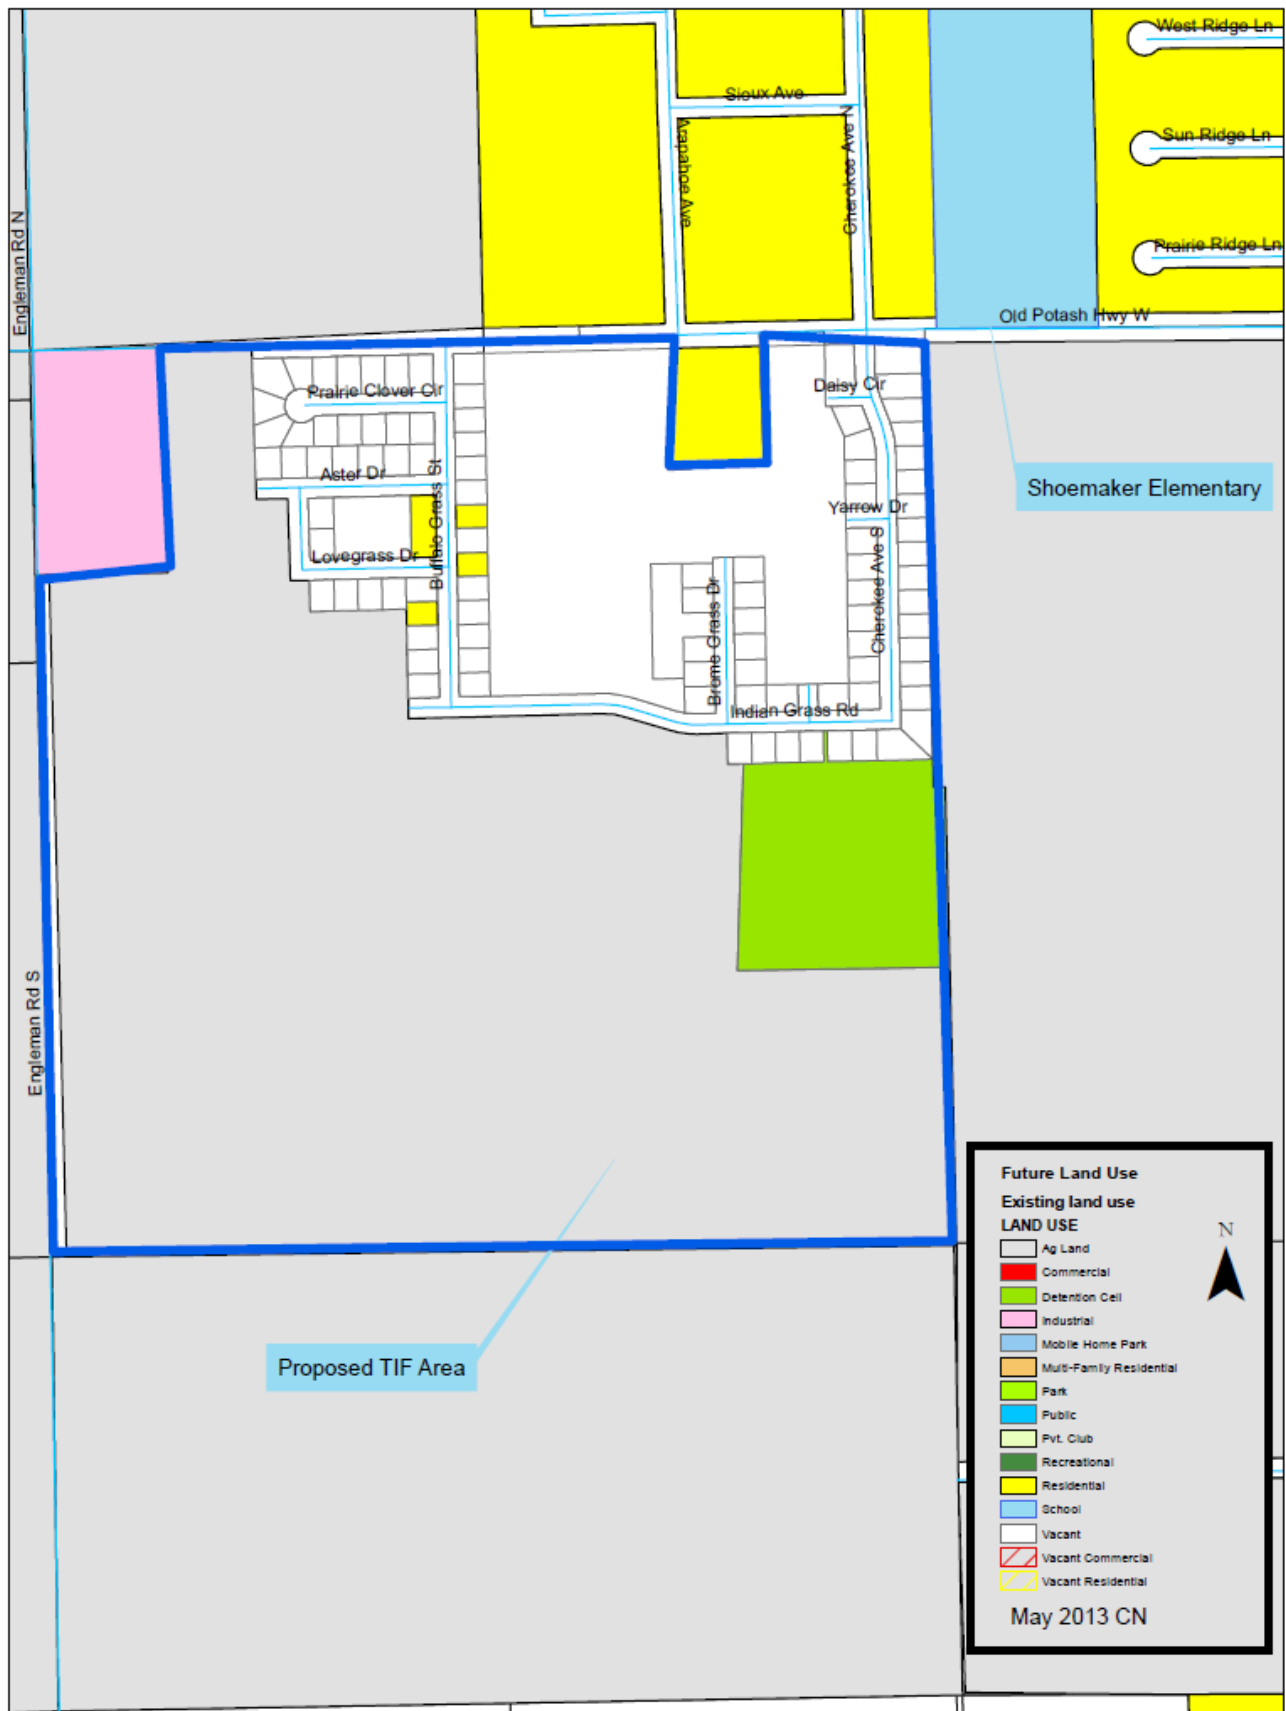 West Ridge Ln
Sioux Ave
Arapahoe Ave
Cherokee Ave N
Sun Ridge Ln
Engleman Rd N
Prairie Ridge Ln
Old Potash Hwy W
Prairie Clover Cir
Daisy Cir
Aster Dr
Buffalo Grass St
Shoemaker Elementary
Yarrow Dr
Lovegrass Dr
Cherokee Ave S
Brome Grass Dr
Indian Grass Rd
Engleman Rd S
Proposed TIF Area
Future Land Use
Existing land use
LAND USE
N
Ag Land
Commercial
Detention Cell
Industrial
Mobile Home Park
Multi-Family Residential
Park
Public
Pvt. Club
Recreational
Residential
School
Vacant
Vacant Commercial
Vacant Residential
May 2013 CN